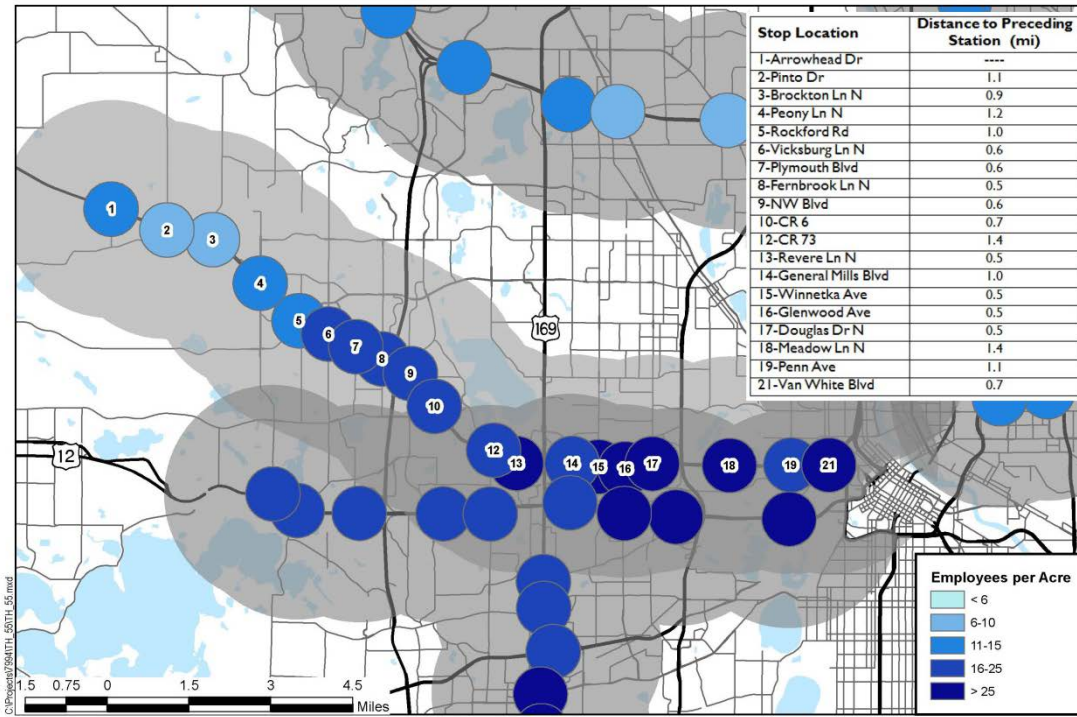 Stop Location Distance to Preceding
Station (mi)
1-Arrowhead Dr ----
2-Pinto Dr 1.1
3-Brockton Ln N 0.9
4-Peony Ln N 1.2
5-Rockford Rd 1.0
6-Vicksburg Ln N 0.6
7-Plymouth Blvd 0.6
8-Fernbrook Ln N 0.5
9-NW Blvd 0.6
10-CR 6 0.7
12-CR 73 1.4
13-Revere Ln N 0.5
14-General Mills Blvd 1.0
15-Winnetka Ave 0.5
16-Glenwood Ave 0.5
17-Douglas Dr N 0.5
18-Meadow Ln N 1.4
19-Penn Ave 1.1
21-Van White Blvd 0.7
1
2
3
4
5
6
7
8
9
10
169
12
12
13
14
15
16
17
18
19
21
Employees per Acre
< 6
6-10
11-15
16-25
> 25
C:\Projects\7994\TH_55\TH_55.mxd
1.5 0.75 0 1.5 3 4.5
Miles